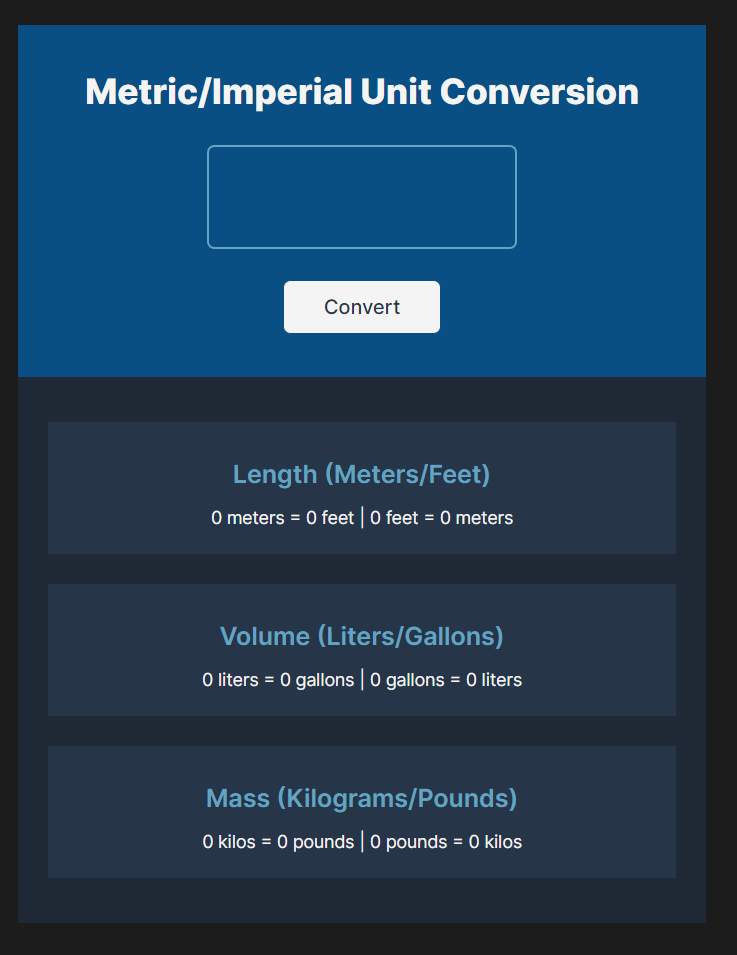 Metric/Imperial Unit Conversion
Convert
Length (Meters/Feet)
0 meters = 0 feet | 0 feet = 0 meters
Volume (Liters/Gallons)
0 liters = 0 gallons | 0 gallons = 0 liters
Mass (Kilograms/Pounds)
0 kilos = 0 pounds | 0 pounds = 0 kilos